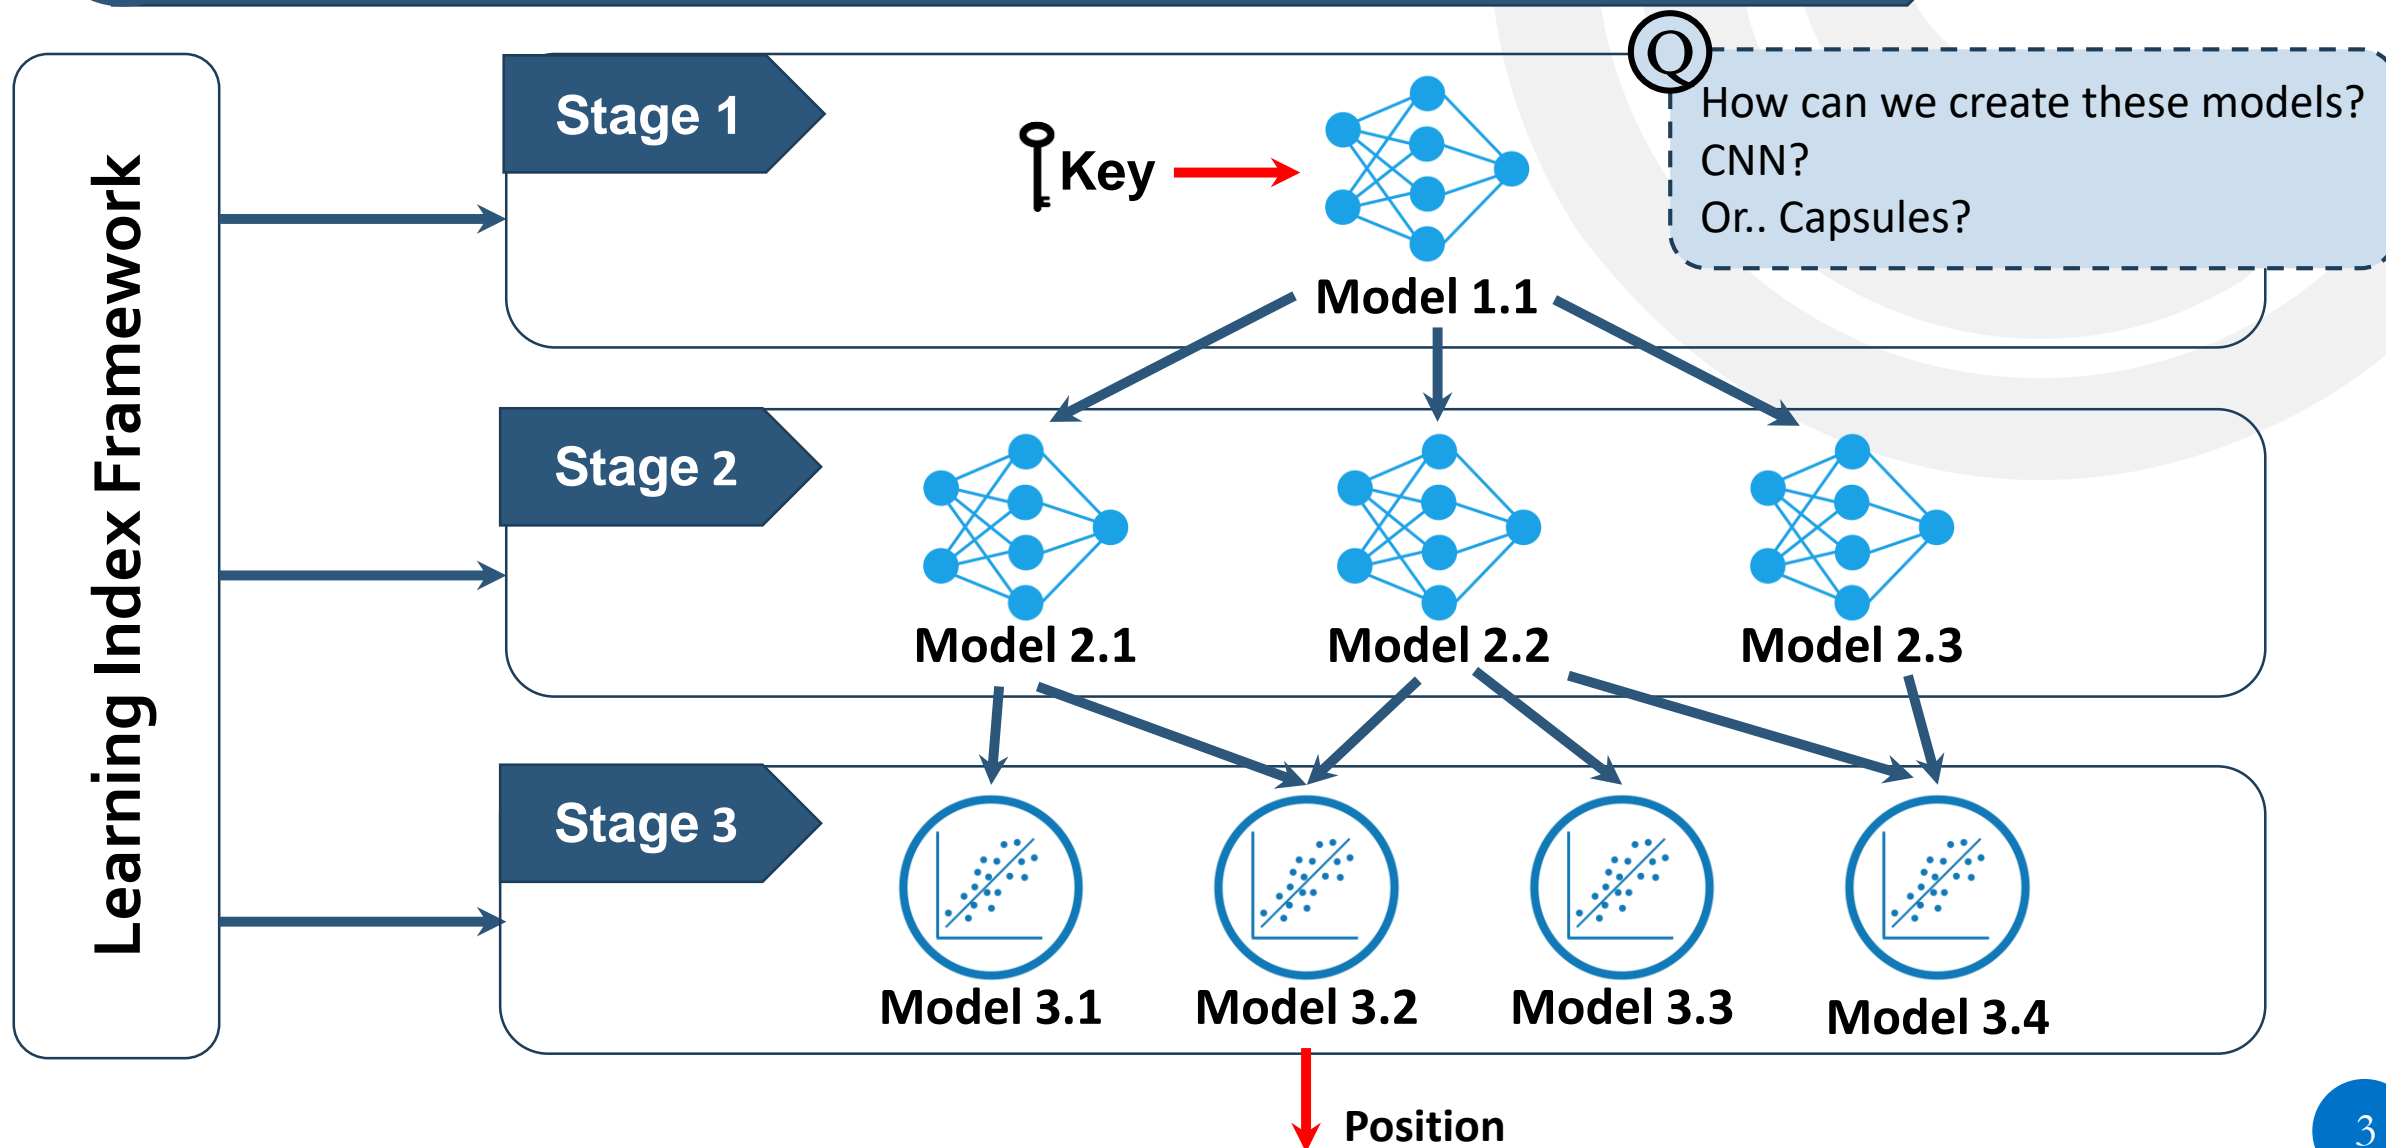 Learning Index Framework
Stage 1
Key
Model 1.1
Q
How can we create these models?
CNN?
Or.. Capsules?
Stage 2
Model 2.1
Model 2.2
Model 2.3
Stage 3
Model 3.1
Model 3.2
Model 3.3
Model 3.4
Position
3